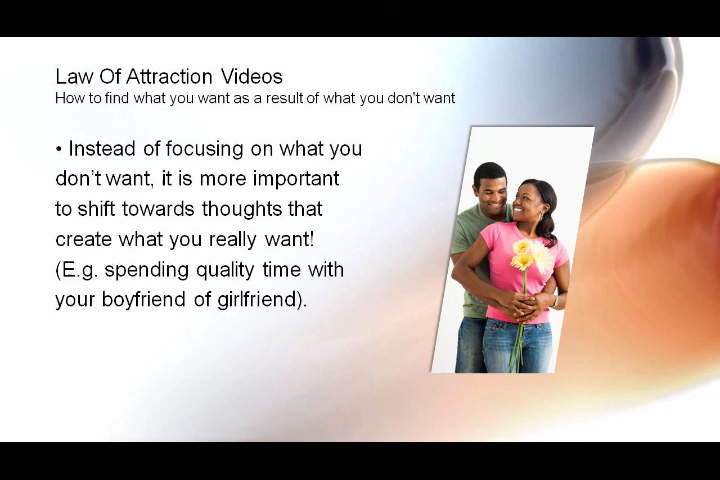 Law Of Attraction Videos
How to find what you want as a result of what you don't want
• Instead of focusing on what you
don't want, it is more important
to shift towards thoughts that
create what you really want!
(E.g. spending quality time with
your boyfriend of girlfriend).